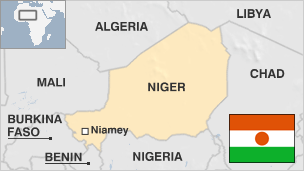 LIBYA
ALGERIA
MALI
NIGER
CHAD
BURKINA
FASO
Niamey
BENIN
NIGERIA